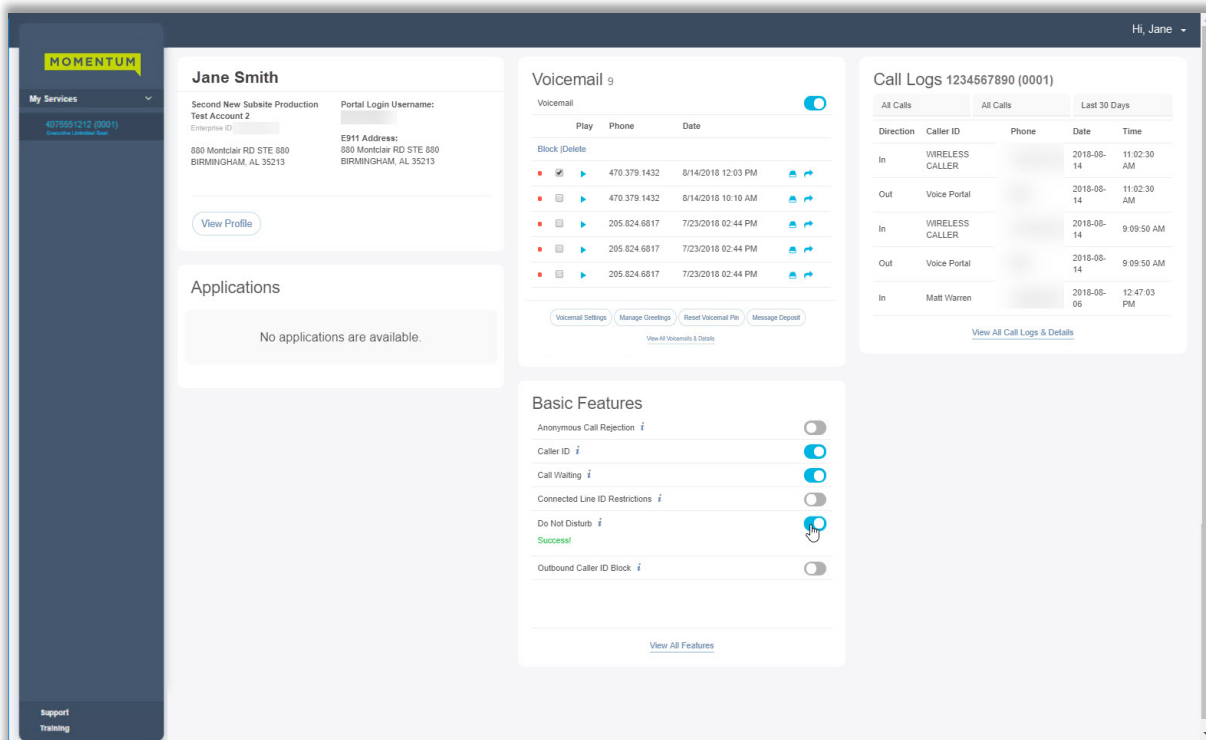 Hi, Jane
MOMENTUM
My Services
4075551212 (0001)
Executive Unlimited Seat
Support
Training
Jane Smith
Second New Subsite Production
Test Account 2
Enterprise ID
880 Montclair RD STE 880
BIRMINGHAM, AL 35213
Portal Login Username:
E911 Address:
880 Montclair RD STE 880
BIRMINGHAM, AL 35213
View Profile
Applications
No applications are available.
Voicemail 9
Voicemail
Play Phone Date
Block |Delete
470.379.1432 8/14/2018 12:03 PM
470.379.1432 8/14/2018 10:10 AM
205.824.6817 7/23/2018 02:44 PM
205.824.6817 7/23/2018 02:44 PM
205.824.6817 7/23/2018 02:44 PM
Voicemail Settings Manage Greetings Reset Voicemail Pin Message Deposit
View All Voicemails & Details
Basic Features
Anonymous Call Rejection i
Caller ID i
Call Waiting i
Connected Line ID Restrictions i
Do Not Disturb i
Success!
Outbound Caller ID Block i
View All Features
Call Logs 1234567890 (0001)
All Calls All Calls Last 30 Days
Direction Caller ID Phone Date Time
In WIRELESS CALLER 2018-08-14 11:02:30 AM
Out Voice Portal 2018-08-14 11:02:30 AM
In WIRELESS CALLER 2018-08-14 9:09:50 AM
Out Voice Portal 2018-08-14 9:09:50 AM
In Matt Warren 2018-08-06 12:47:03 PM
View All Call Logs & Details